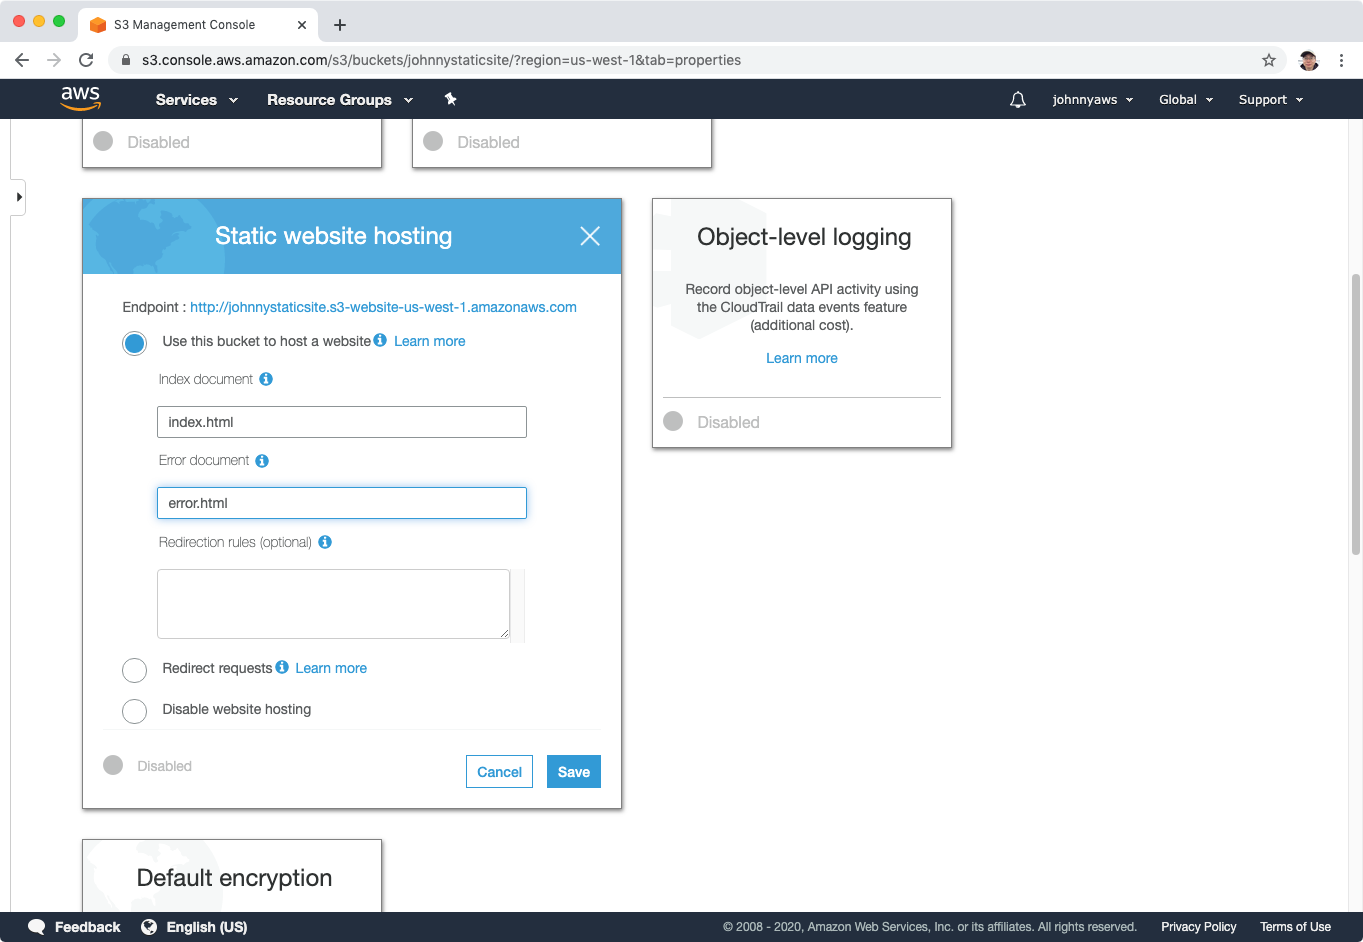 S3 Management Console
s3.console.aws.amazon.com/s3/buckets/johnnystaticsite/?region=us-west-1&tab=properties
aws
Services
Resource Groups
johnnyaws
Global
Support
Disabled
Disabled
Static website hosting
Endpoint : http://johnnystaticsite.s3-website-us-west-1.amazonaws.com
Use this bucket to host a website Learn more
Index document
index.html
Error document
error.html
Redirection rules (optional)
Redirect requests Learn more
Disable website hosting
Disabled
Cancel
Save
Object-level logging
Record object-level API activity using
the CloudTrail data events feature
(additional cost).
Learn more
Disabled
Default encryption
Feedback
English (US)
© 2008 - 2020, Amazon Web Services, Inc. or its affiliates. All rights reserved.
Privacy Policy
Terms of Use